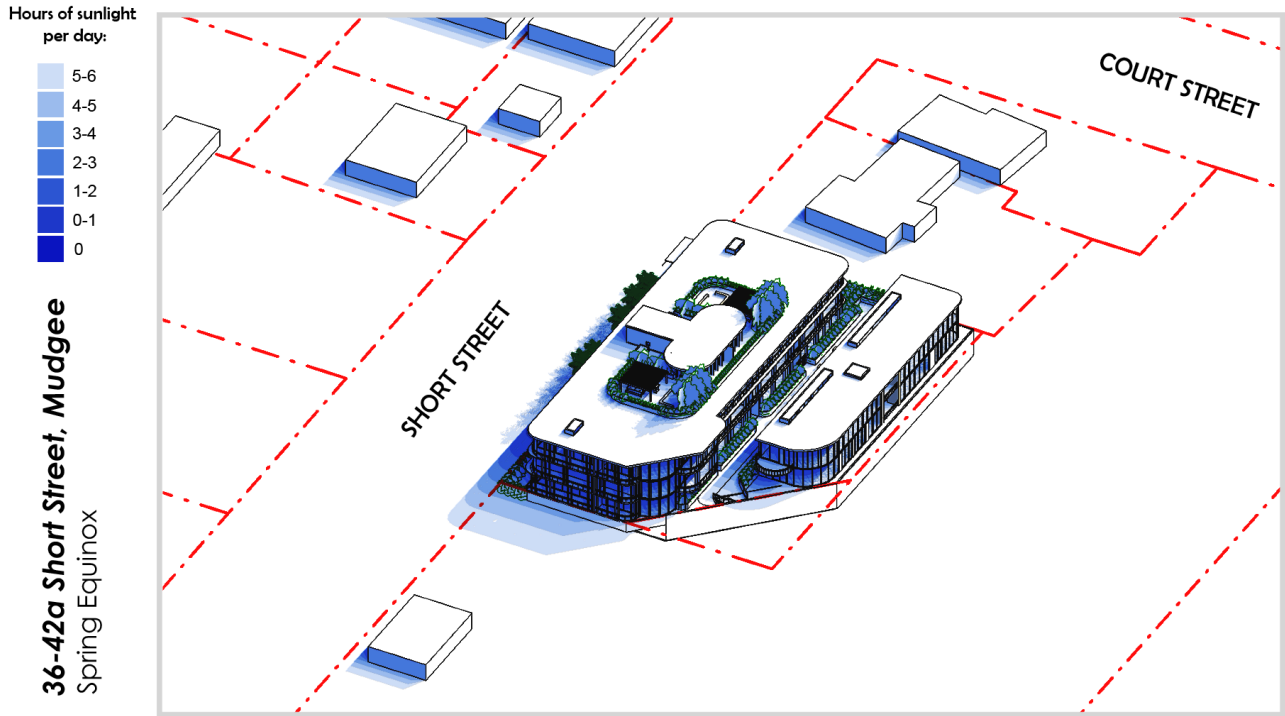 Hours of sunlight
per day:
5-6
4-5
3-4
2-3
1-2
0-1
0
36-42a Short Street, Mudgee
Spring Equinox
SHORT STREET
COURT STREET